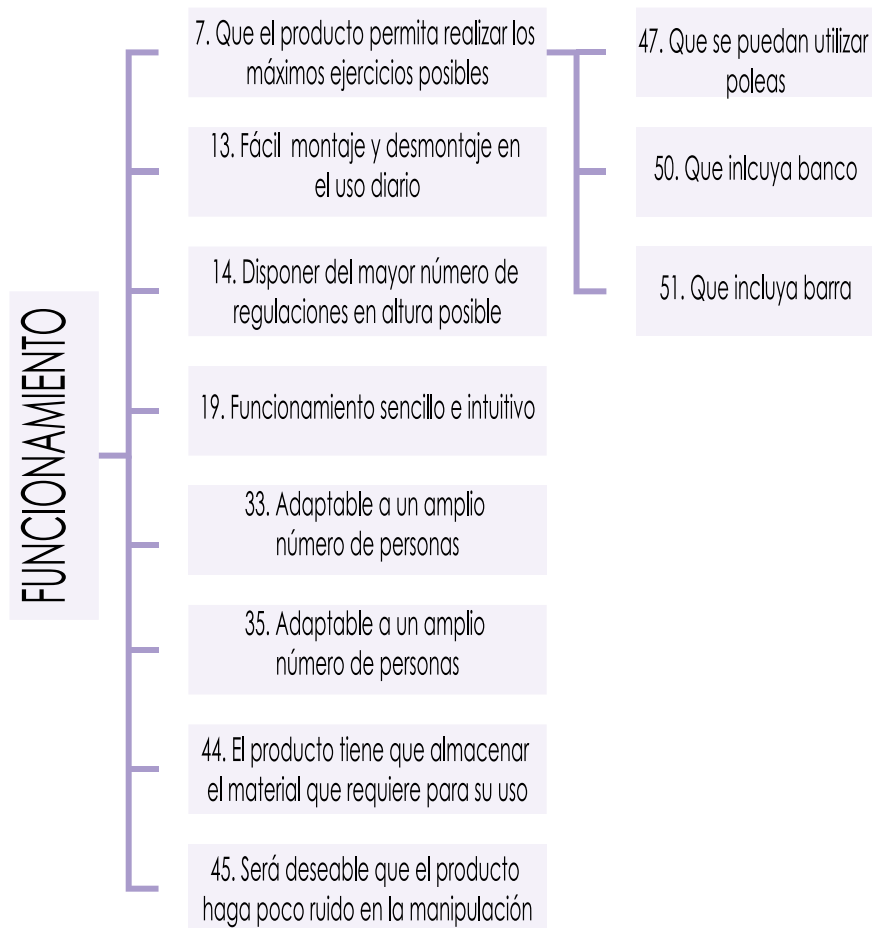 FUNCIONAMIENTO
7. Que el producto permita realizar los
máximos ejercicios posibles
13. Fácil montaje y desmontaje en
el uso diario
14. Disponer del mayor número de
regulaciones en altura posible
19. Funcionamiento sencillo e intuitivo
33. Adaptable a un amplio
número de personas
35. Adaptable a un amplio
número de personas
44. El producto tiene que almacenar
el material que requiere para su uso
45. Será deseable que el producto
haga poco ruido en la manipulación
47. Que se puedan utilizar
poleas
50. Que inlcuya banco
51. Que incluya barra